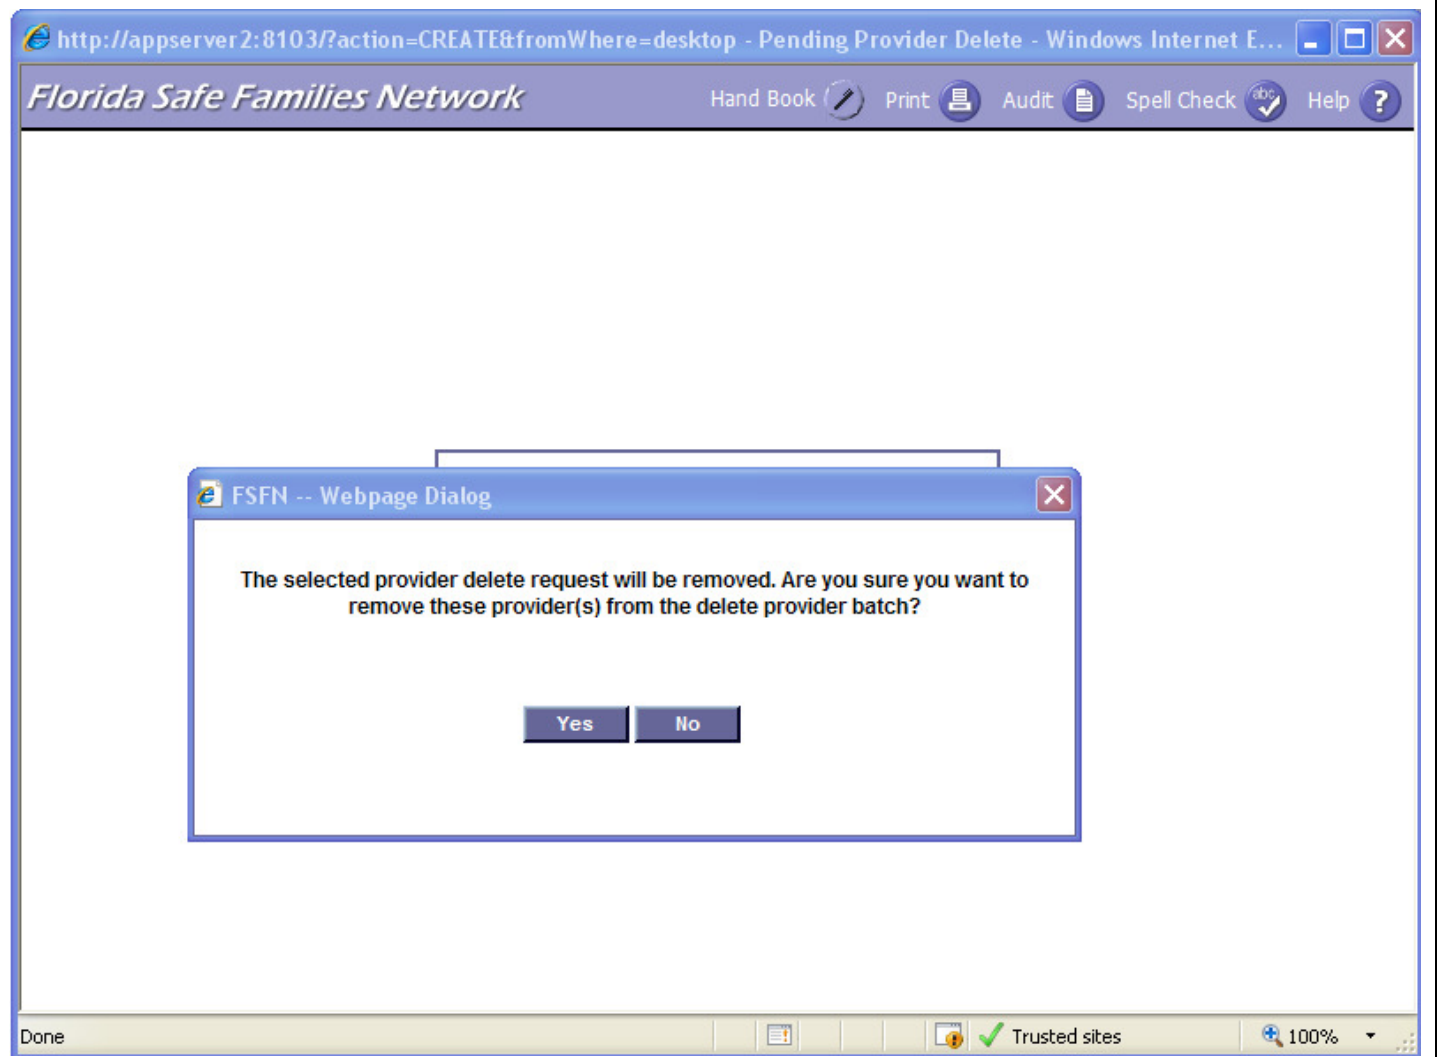 http://appserver2:8103/?action=CREATE&fromWhere=desktop - Pending Provider Delete - Windows Internet E...
Florida Safe Families Network Hand Book Print Audit abc Spell Check Help ?
FSFN -- Webpage Dialog
The selected provider delete request will be removed. Are you sure you want to
remove these provider(s) from the delete provider batch?
Yes No
Done Trusted sites 100%